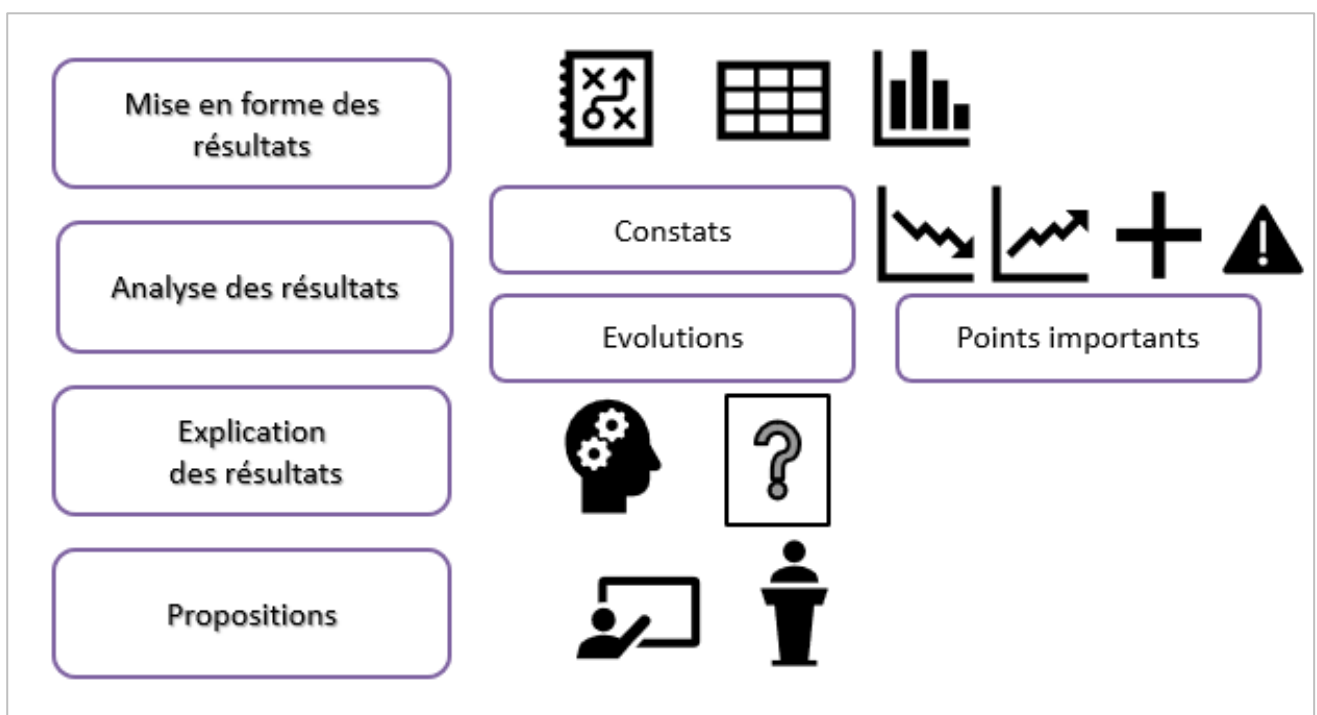 Mise en forme des
résultats
Constats
Analyse des résultats
Evolutions
Points importants
Explication
des résultats
Propositions